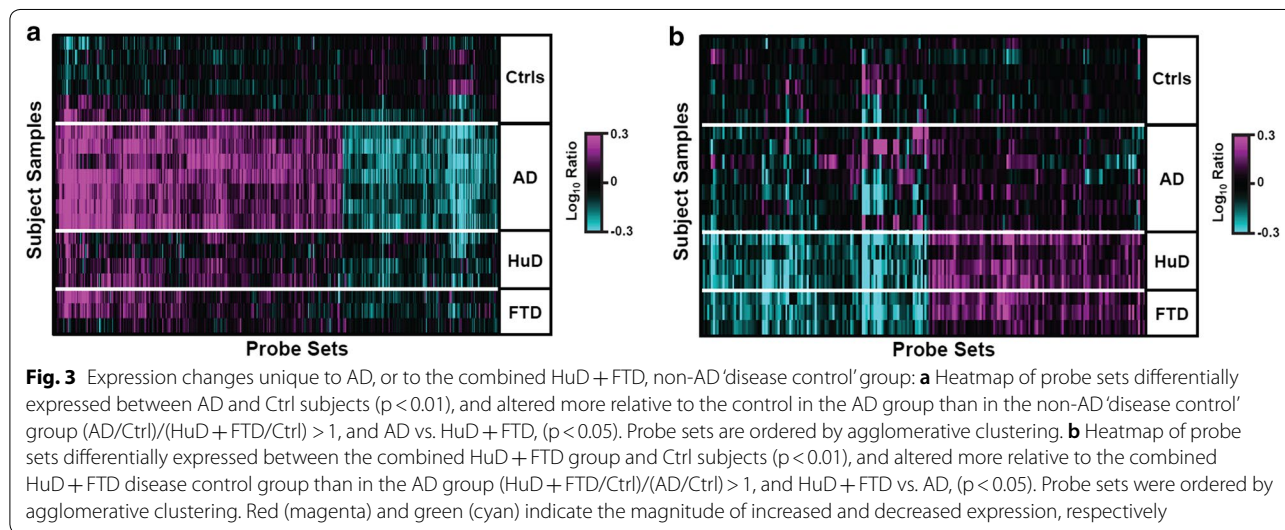 a
Subject Samples
Ctrls
AD
HuD
FTD
Probe Sets
Log10 Ratio
0.3
0
-0.3
b
Subject Samples
Ctrls
AD
HuD
FTD
Probe Sets
Log10 Ratio
0.3
0
-0.3
Fig. 3 Expression changes unique to AD, or to the combined HuD + FTD, non-AD ‘disease control’ group: a Heatmap of probe sets differentially
expressed between AD and Ctrl subjects (p < 0.01), and altered more relative to the control in the AD group than in the non-AD ‘disease control’
group (AD/Ctrl)/(HuD + FTD/Ctrl) > 1, and AD vs. HuD + FTD, (p < 0.05). Probe sets are ordered by agglomerative clustering. b Heatmap of probe
sets differentially expressed between the combined HuD + FTD group and Ctrl subjects (p < 0.01), and altered more relative to the combined
HuD + FTD disease control group than in the AD group (HuD + FTD/Ctrl)/(AD/Ctrl) > 1, and HuD + FTD vs. AD, (p < 0.05). Probe sets were ordered by
agglomerative clustering. Red (magenta) and green (cyan) indicate the magnitude of increased and decreased expression, respectively